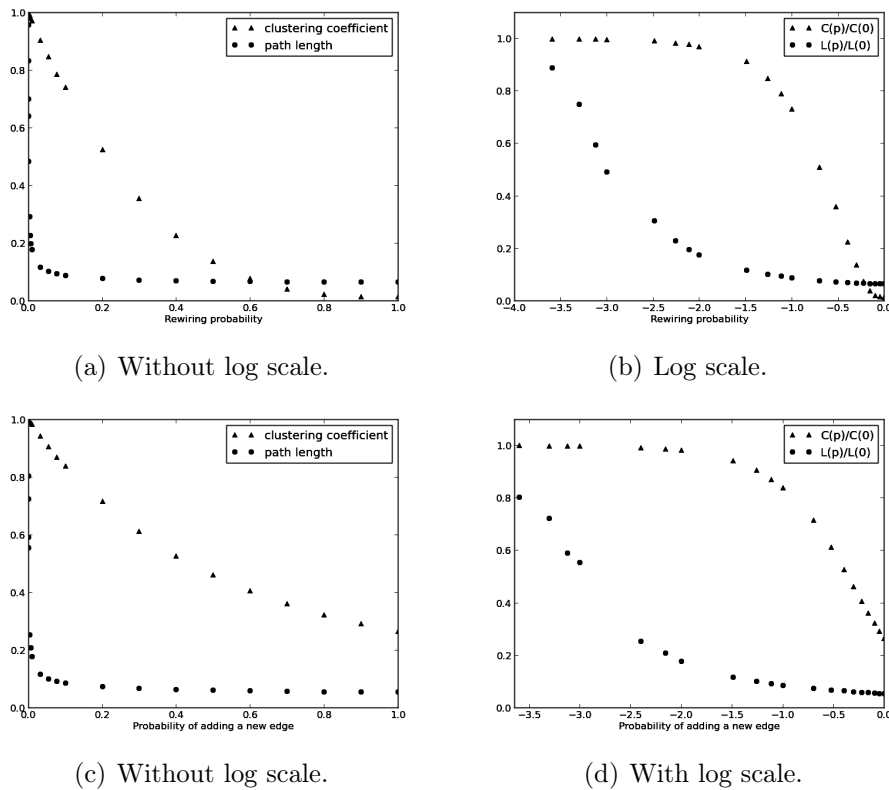 1.0
0.8
0.6
0.4
0.2
0.0
0.0 0.2 0.4 0.6 0.8 1.0
Rewiring probability
clustering coefficient
path length
(a) Without log scale.
1.0
0.8
0.6
0.4
0.2
0.0
−4.0 −3.5 −3.0 −2.5 −2.0 −1.5 −1.0 −0.5 0.0
Rewiring probability
C(p)/C(0)
L(p)/L(0)
(b) Log scale.
1.0
0.8
0.6
0.4
0.2
0.0
0.0 0.2 0.4 0.6 0.8 1.0
Probability of adding a new edge
clustering coefficient
path length
(c) Without log scale.
1.0
0.8
0.6
0.4
0.2
0.0
−3.5 −3.0 −2.5 −2.0 −1.5 −1.0 −0.5 0.0
Probability of adding a new edge
C(p)/C(0)
L(p)/L(0)
(d) With log scale.